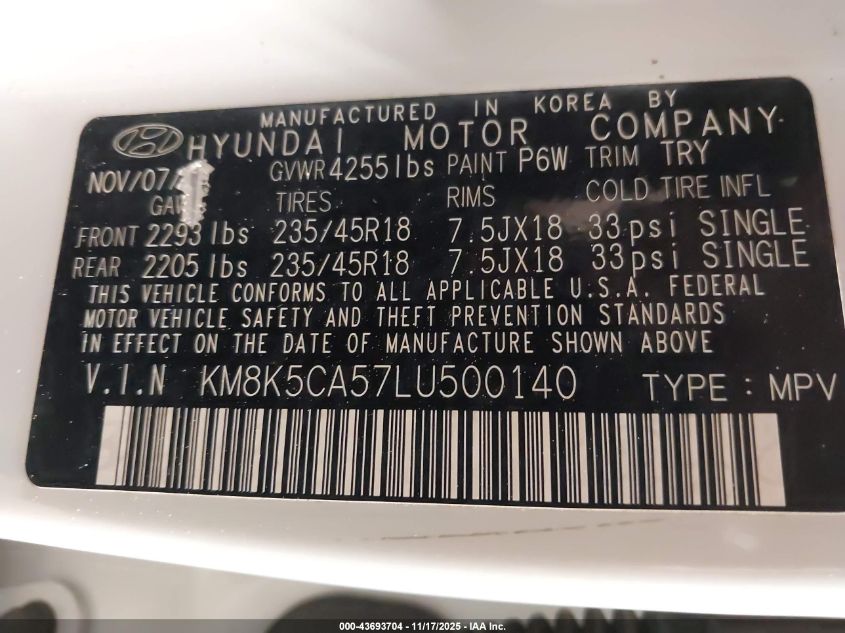 MANUFACTURED IN KOREA BY
HYUNDAI MOTOR COMPANY
NOV/07/ GVWR 4255lbs PAINT P6W TRIM TRY
TIRES RIMS COLD TIRE INFL
FRONT 2293 lbs 235/45R18 7.5JX18 33psi SINGLE
REAR 2205 lbs 235/45R18 7.5JX18 33psi SINGLE
THIS VEHICLE CONFORMS TO ALL APPLICABLE U.S.A. FEDERAL
MOTOR VEHICLE SAFETY AND THEFT PREVENTION STANDARDS
IN EFFECT ON THE DATE OF MANUFACTURE SHOWN ABOVE
V.I.N KM8K5CA57LU500140 TYPE : MPV
000-43693704 - 11/17/2025 - IAA Inc.